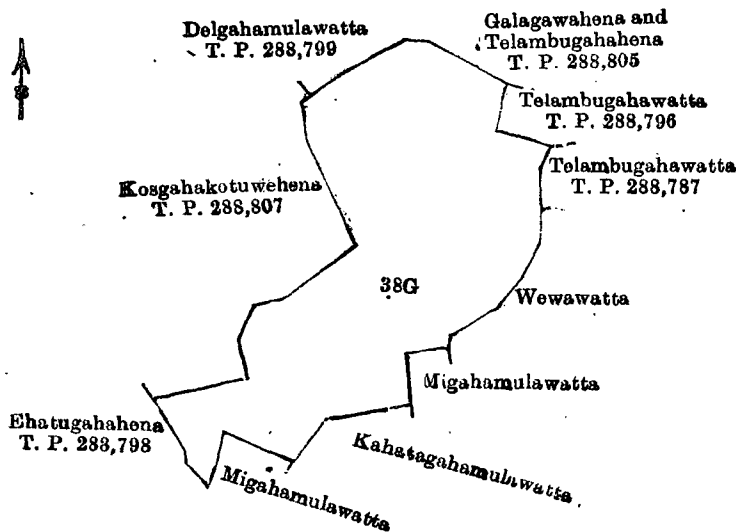 Delgahamulawatta
T. P. 288,799
Galagawahena and
Telambugahahena
T. P. 288,805
Telambugahawatta
T. P. 288,796
Telambugahawatta
T. P. 288,787
Kosgahakotuwehena
T. P. 288,807
38G
Wewawatta
Migahamulawatta
Ehatugahahena
T. P. 288,798
Kahatagahamulawatta
Migahamulawatta